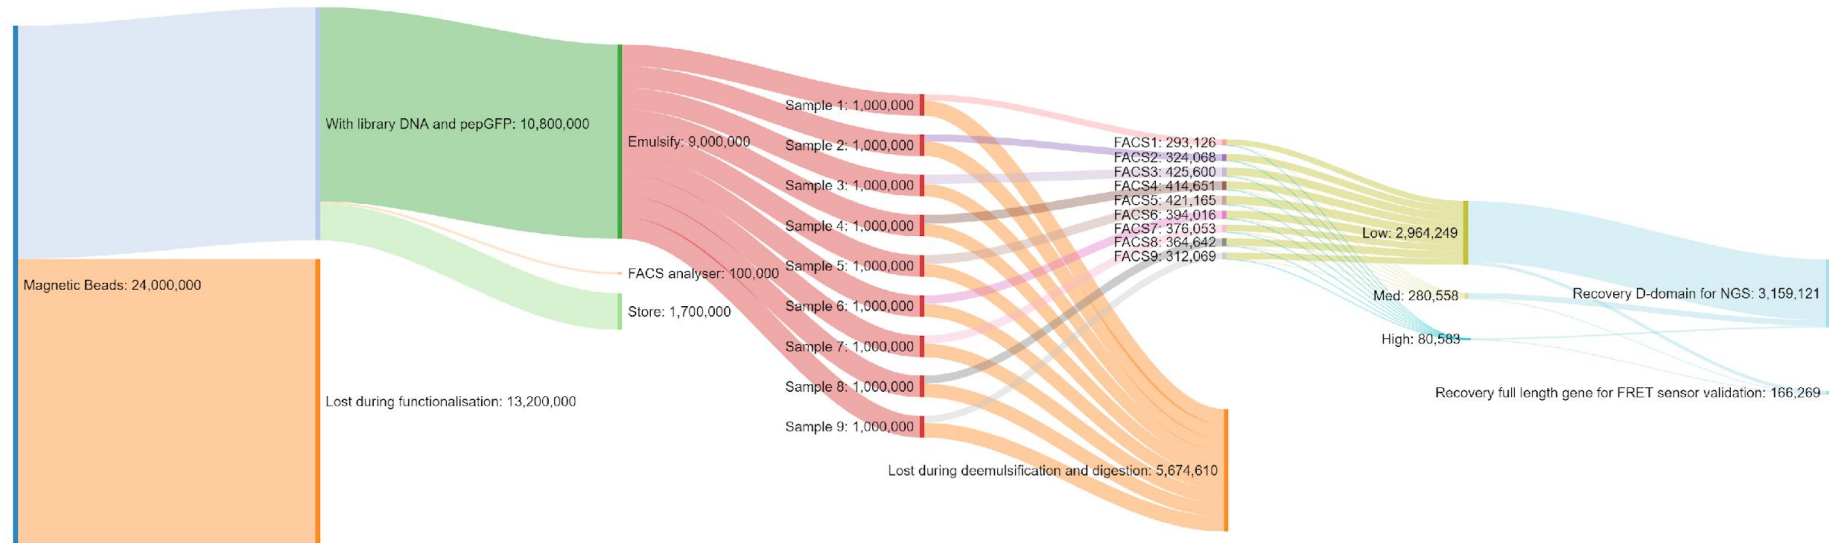 Magnetic Beads: 24,000,000
With library DNA and pepGFP: 10,800,000
Lost during functionalisation: 13,200,000
Emulsify: 9,000,000
FACS analyser: 100,000
Store: 1,700,000
Sample 1: 1,000,000
Sample 2: 1,000,000
Sample 3: 1,000,000
Sample 4: 1,000,000
Sample 5: 1,000,000
Sample 6: 1,000,000
Sample 7: 1,000,000
Sample 8: 1,000,000
Sample 9: 1,000,000
FACS1: 293,126
FACS2: 324,068
FACS3: 425,600
FACS4: 414,651
FACS5: 421,165
FACS6: 394,016
FACS7: 376,053
FACS8: 364,642
FACS9: 312,069
Lost during deemulsification and digestion: 5,674,610
Low: 2,964,249
Med: 280,558
High: 80,583
Recovery D-domain for NGS: 3,159,121
Recovery full length gene for FRET sensor validation: 166,269